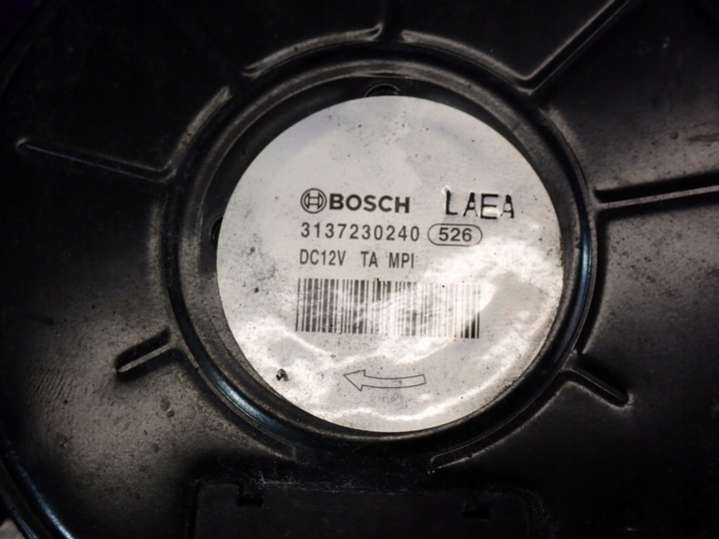 BOSCH LAEA
3137230240 526
DC12V TA MPI